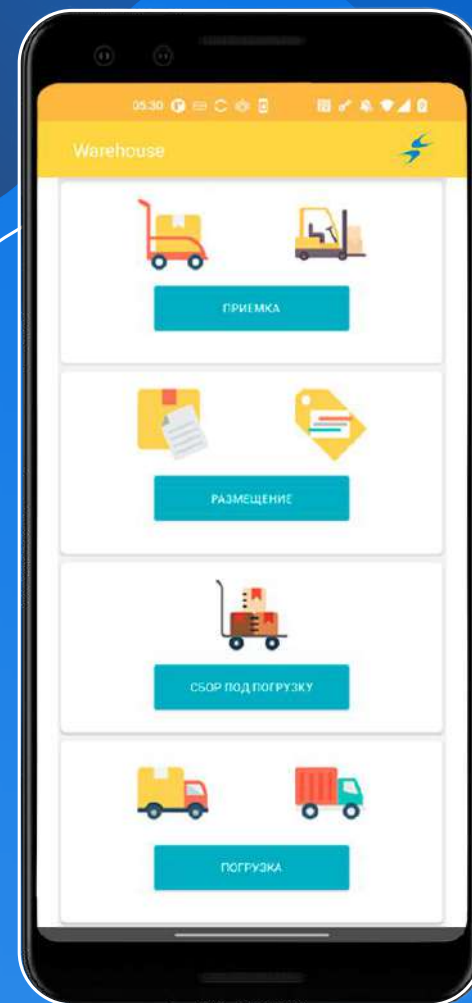 05:30
Warehouse
ПРИЕМКА
РАЗМЕЩЕНИЕ
СБОР ПОД ПОГРУЗКУ
ПОГРУЗКА